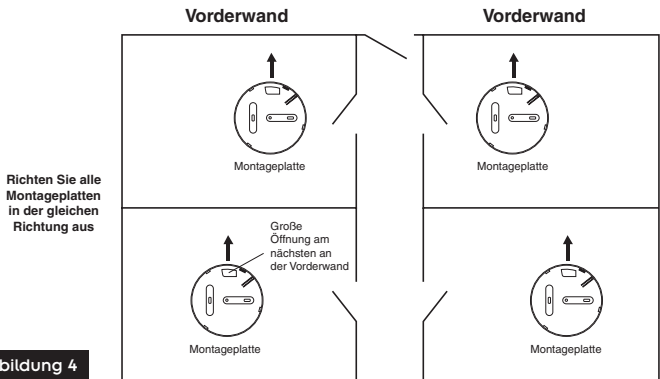 Vorderwand
Vorderwand
Montageplatte
Montageplatte
Richten Sie alle
Montageplatten
in der gleichen
Richtung aus
Große
Öffnung am
nächsten an
der Vorderwand
Montageplatte
Montageplatte
bildung 4